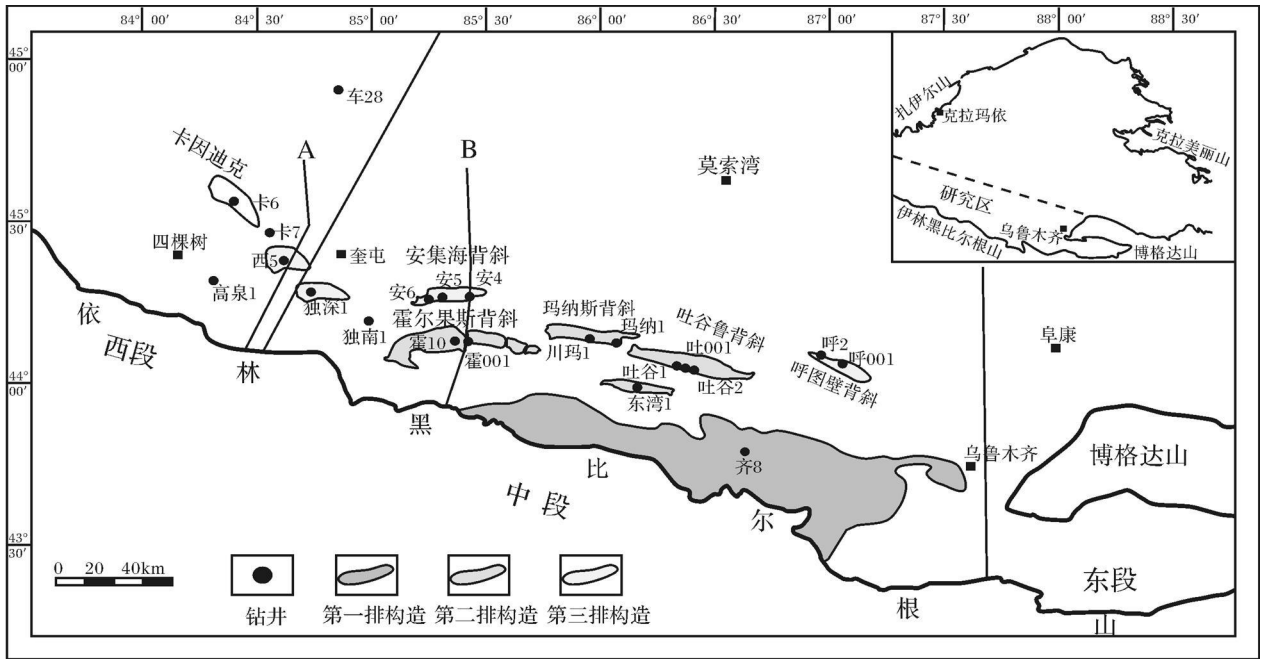 84° 00′
84° 30′
85° 00′
85° 30′
86° 00′
86° 30′
87° 00′
87° 30′
88° 00′
88° 30′
45° 00′
45° 30′
44° 00′
43° 30′
车28
卡因迪克
A
B
卡6
卡7
四棵树
西5
奎屯
高泉1
独深1
独南1
安集海背斜
安6
安5
安4
霍尔果斯背斜
霍10
霍001
莫索湾
玛纳斯背斜
玛纳1
川玛1
吐谷鲁背斜
吐001
吐谷1
吐谷2
东湾1
呼2
呼001
呼图壁背斜
阜康
齐8
乌鲁木齐
博格达山
依
林
黑
比
尔
根
山
西段
中段
东段
扎伊尔山
克拉玛依
克拉美丽山
研究区
伊林黑比尔根山
乌鲁木齐
博格达山
0 20 40km
钻井
第一排构造
第二排构造
第三排构造